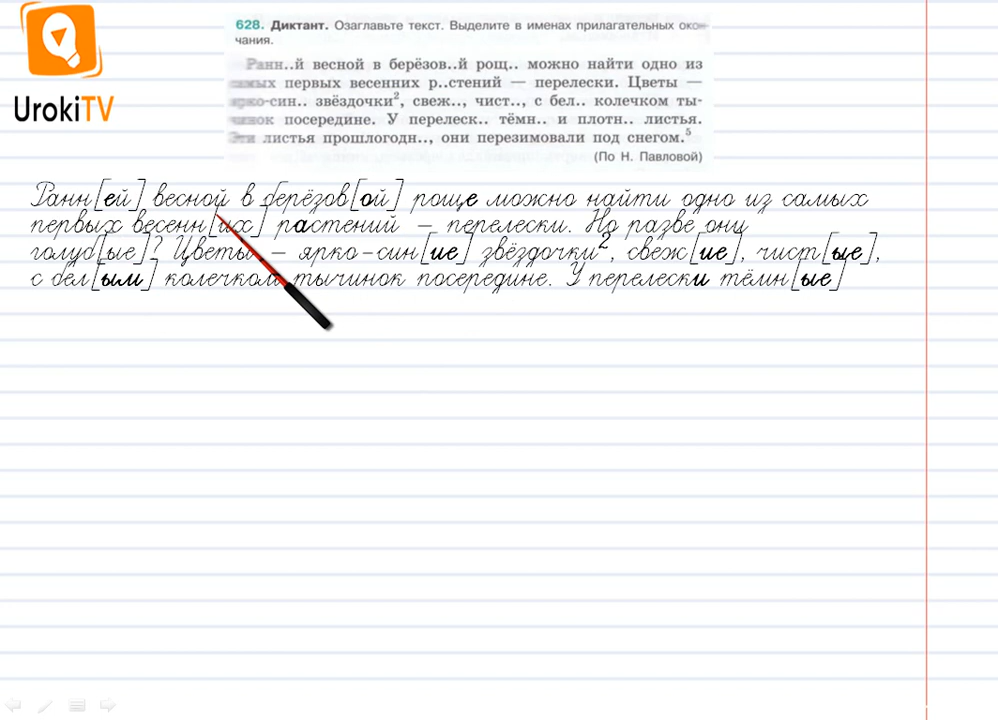 UrokiTV
628. Диктант. Озаглавьте текст. Выделите в именах прилагательных окон-
чания.
Ранн..й весной в берёзов..й рощ.. можно найти одно из
самых первых весенних р..стений — перелески. Цветы —
ярко-син.. звёздочки², свеж.., чист.., с бел.. колечком ты-
чинок посередине. У перелеск.. тёмн.. и плотн.. листья.
Эти листья прошлогодн.., они перезимовали под снегом.⁵
(По Н. Павловой)
Ранн[ей] весной в берёзов[ой] роще можно найти одно из самых
первых весенн[их] растений – перелески. Но разве они
голуб[ые]? Цветы – ярко-син[ие] звёздочки², свеж[ие], чист[ые],
с бел[ым] колечком тычинок посередине. У перелески тёмн[ые]